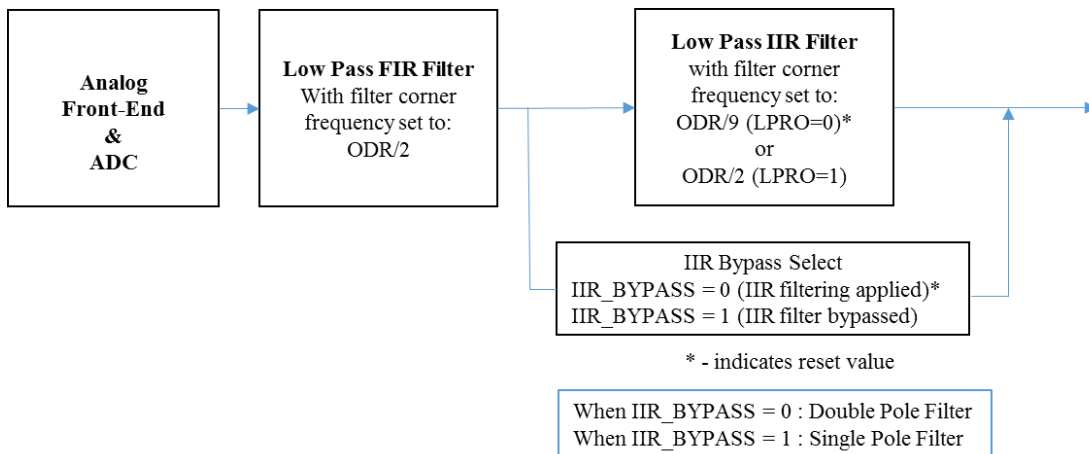 Analog
Front-End
&
ADC
Low Pass FIR Filter
With filter corner
frequency set to:
ODR/2
Low Pass IIR Filter
with filter corner
frequency set to:
ODR/9 (LPRO=0)*
or
ODR/2 (LPRO=1)
IIR Bypass Select
IIR_BYPASS = 0 (IIR filtering applied)*
IIR_BYPASS = 1 (IIR filter bypassed)
* - indicates reset value
When IIR_BYPASS = 0 : Double Pole Filter
When IIR_BYPASS = 1 : Single Pole Filter